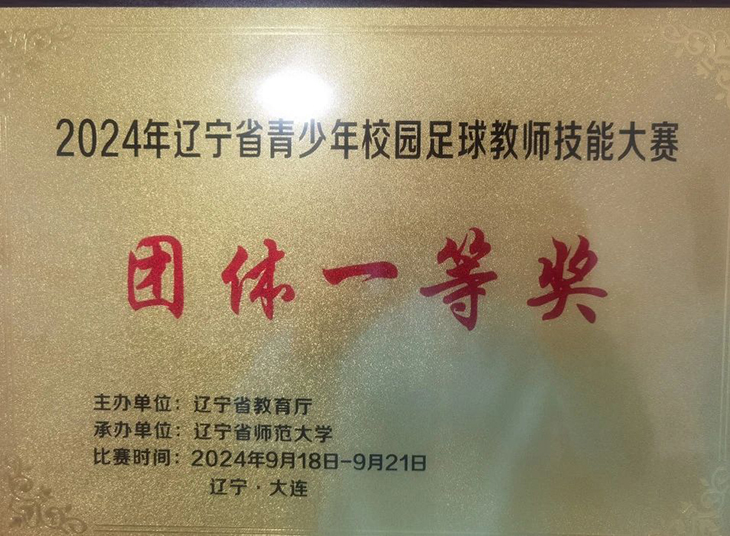 2024年辽宁省青少年校园足球教师技能大赛
团体一等奖
主办单位：辽宁省教育厅
承办单位：辽宁省师范大学
比赛时间：2024年9月18日-9月21日
辽宁·大连